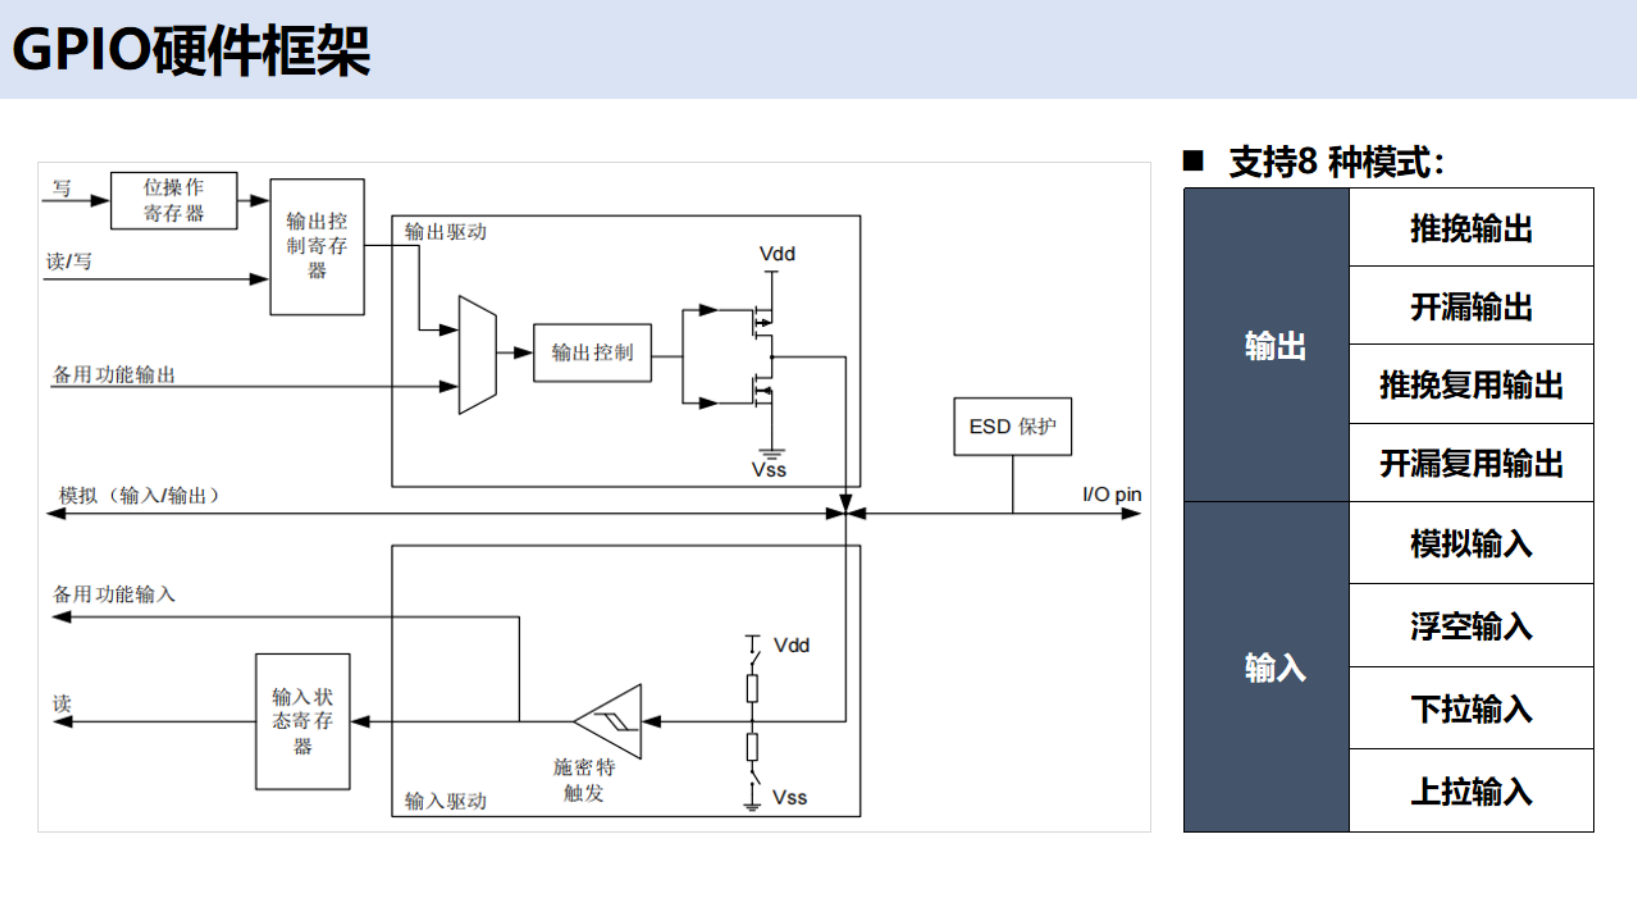 GPIO硬件框架
写
位操作
寄存器
读/写
输出控
制寄存
器
输出驱动
Vdd
输出控制
备用功能输出
Vss
ESD 保护
模拟（输入/输出）
I/O pin
备用功能输入
Vdd
读
输入状
态寄存
器
施密特
触发
Vss
输入驱动
■ 支持8 种模式：
输出
推挽输出
开漏输出
推挽复用输出
开漏复用输出
输入
模拟输入
浮空输入
下拉输入
上拉输入